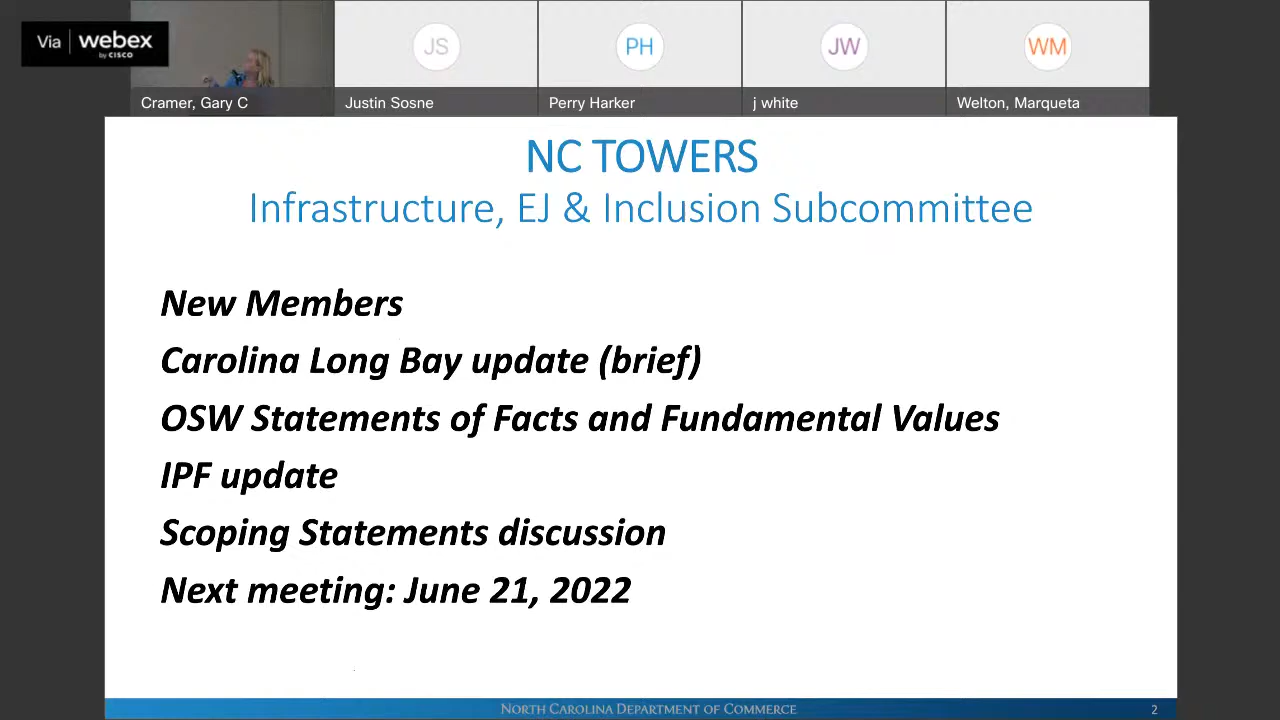 Via webex
by CISCO
JS
PH
JW
WM
Cramer, Gary C
Justin Sosne
Perry Harker
j white
Welton, Marqueta
NC TOWERS
Infrastructure, EJ & Inclusion Subcommittee
New Members
Carolina Long Bay update (brief)
OSW Statements of Facts and Fundamental Values
IPF update
Scoping Statements discussion
Next meeting: June 21, 2022
NORTH CAROLINA DEPARTMENT OF COMMERCE
2